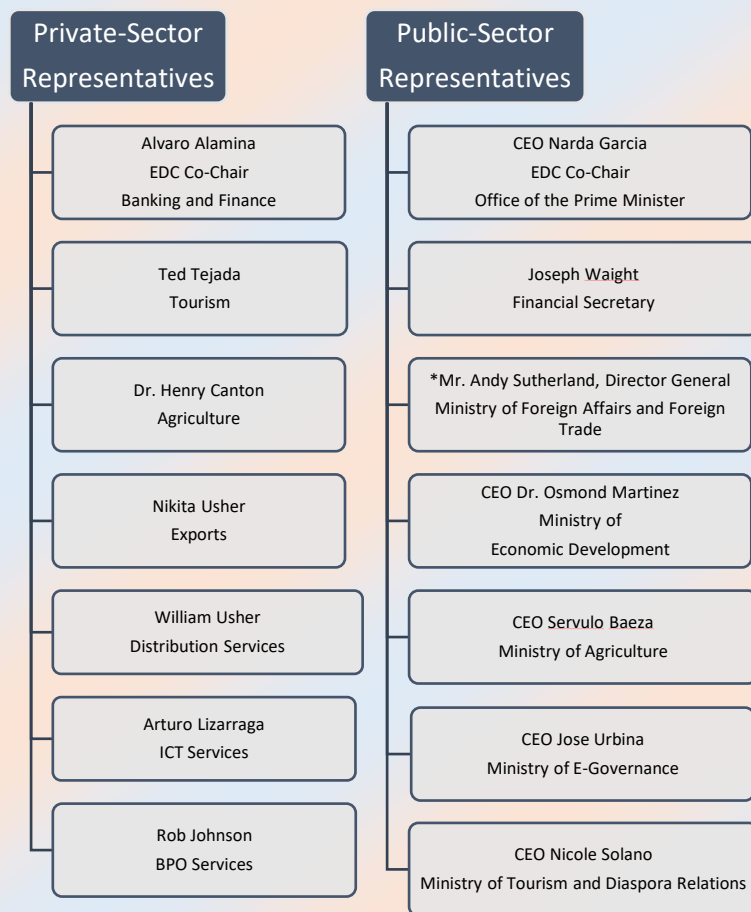 Private-Sector
Representatives
Alvaro Alamina
EDC Co-Chair
Banking and Finance
Ted Tejada
Tourism
Dr. Henry Canton
Agriculture
Nikita Usher
Exports
William Usher
Distribution Services
Arturo Lizarraga
ICT Services
Rob Johnson
BPO Services
Public-Sector
Representatives
CEO Narda Garcia
EDC Co-Chair
Office of the Prime Minister
Joseph Waight
Financial Secretary
*Mr. Andy Sutherland, Director General
Ministry of Foreign Affairs and Foreign
Trade
CEO Dr. Osmond Martinez
Ministry of
Economic Development
CEO Servulo Baeza
Ministry of Agriculture
CEO Jose Urbina
Ministry of E-Governance
CEO Nicole Solano
Ministry of Tourism and Diaspora Relations